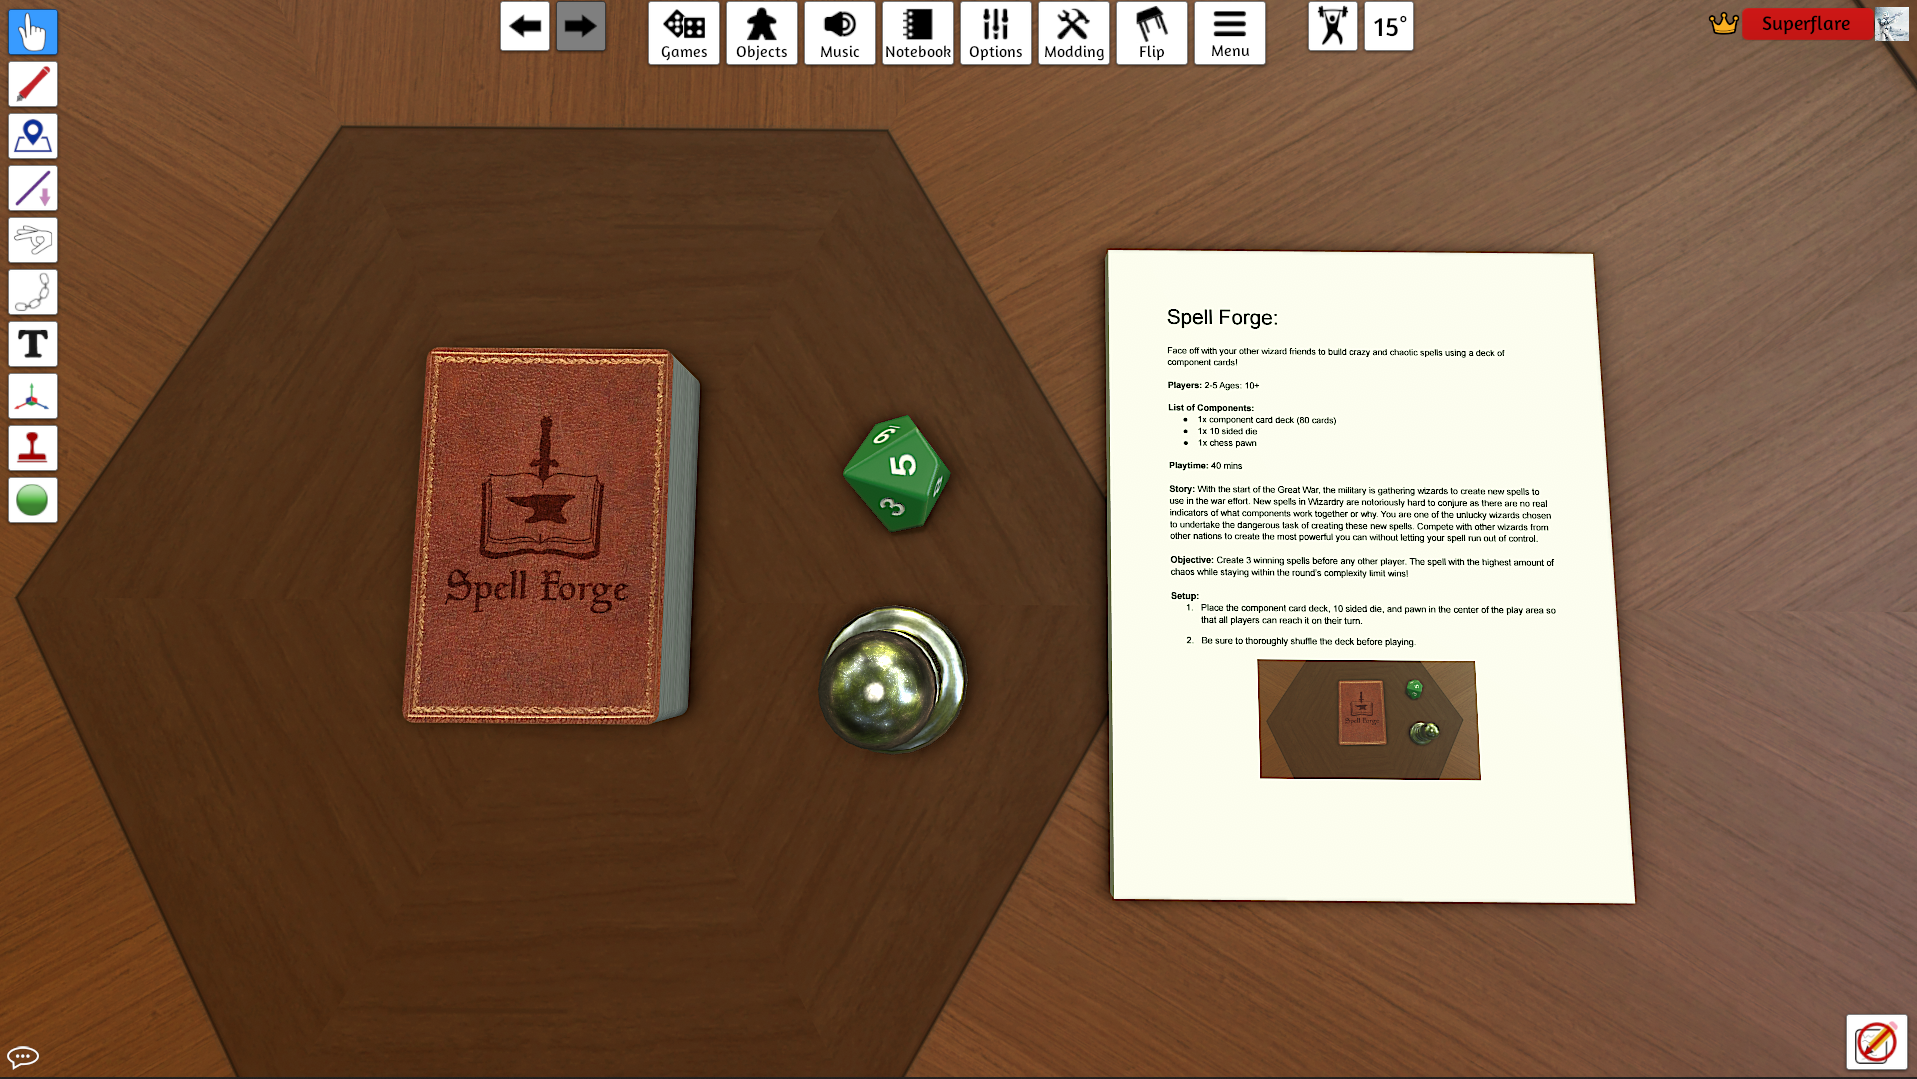 Games
Objects
Music
Notebook
Options
Modding
Flip
Menu
15°
Superflare
T
Spell Forge
6
5
3
Spell Forge:
Face off with your other wizard friends to build crazy and chaotic spells using a deck of
component cards!
Players: 2-5 Ages: 10+
List of Components:
● 1x component card deck (80 cards)
● 1x 10 sided die
● 1x chess pawn
Playtime: 40 mins
Story: With the start of the Great War, the military is gathering wizards to create new spells to
use in the war effort. New spells in Wizardry are notoriously hard to conjure as there are no real
indicators of what components work together or why. You are one of the unlucky wizards chosen
to undertake the dangerous task of creating these new spells. Compete with other wizards from
other nations to create the most powerful you can without letting your spell run out of control.
Objective: Create 3 winning spells before any other player. The spell with the highest amount of
chaos while staying within the round's complexity limit wins!
Setup:
1. Place the component card deck, 10 sided die, and pawn in the center of the play area so
that all players can reach it on their turn.
2. Be sure to thoroughly shuffle the deck before playing.
Spell Forge